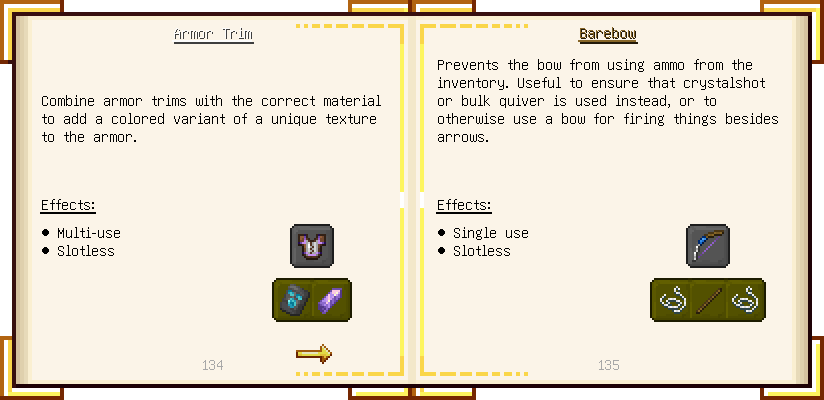 Armor Trim
Combine armor trims with the correct material
to add a colored variant of a unique texture
to the armor.
Effects:
● Multi-use
● Slotless
134
Barebow
Prevents the bow from using ammo from the
inventory. Useful to ensure that crystalshot
or bulk quiver is used instead, or to
otherwise use a bow for firing things besides
arrows.
Effects:
● Single use
● Slotless
135